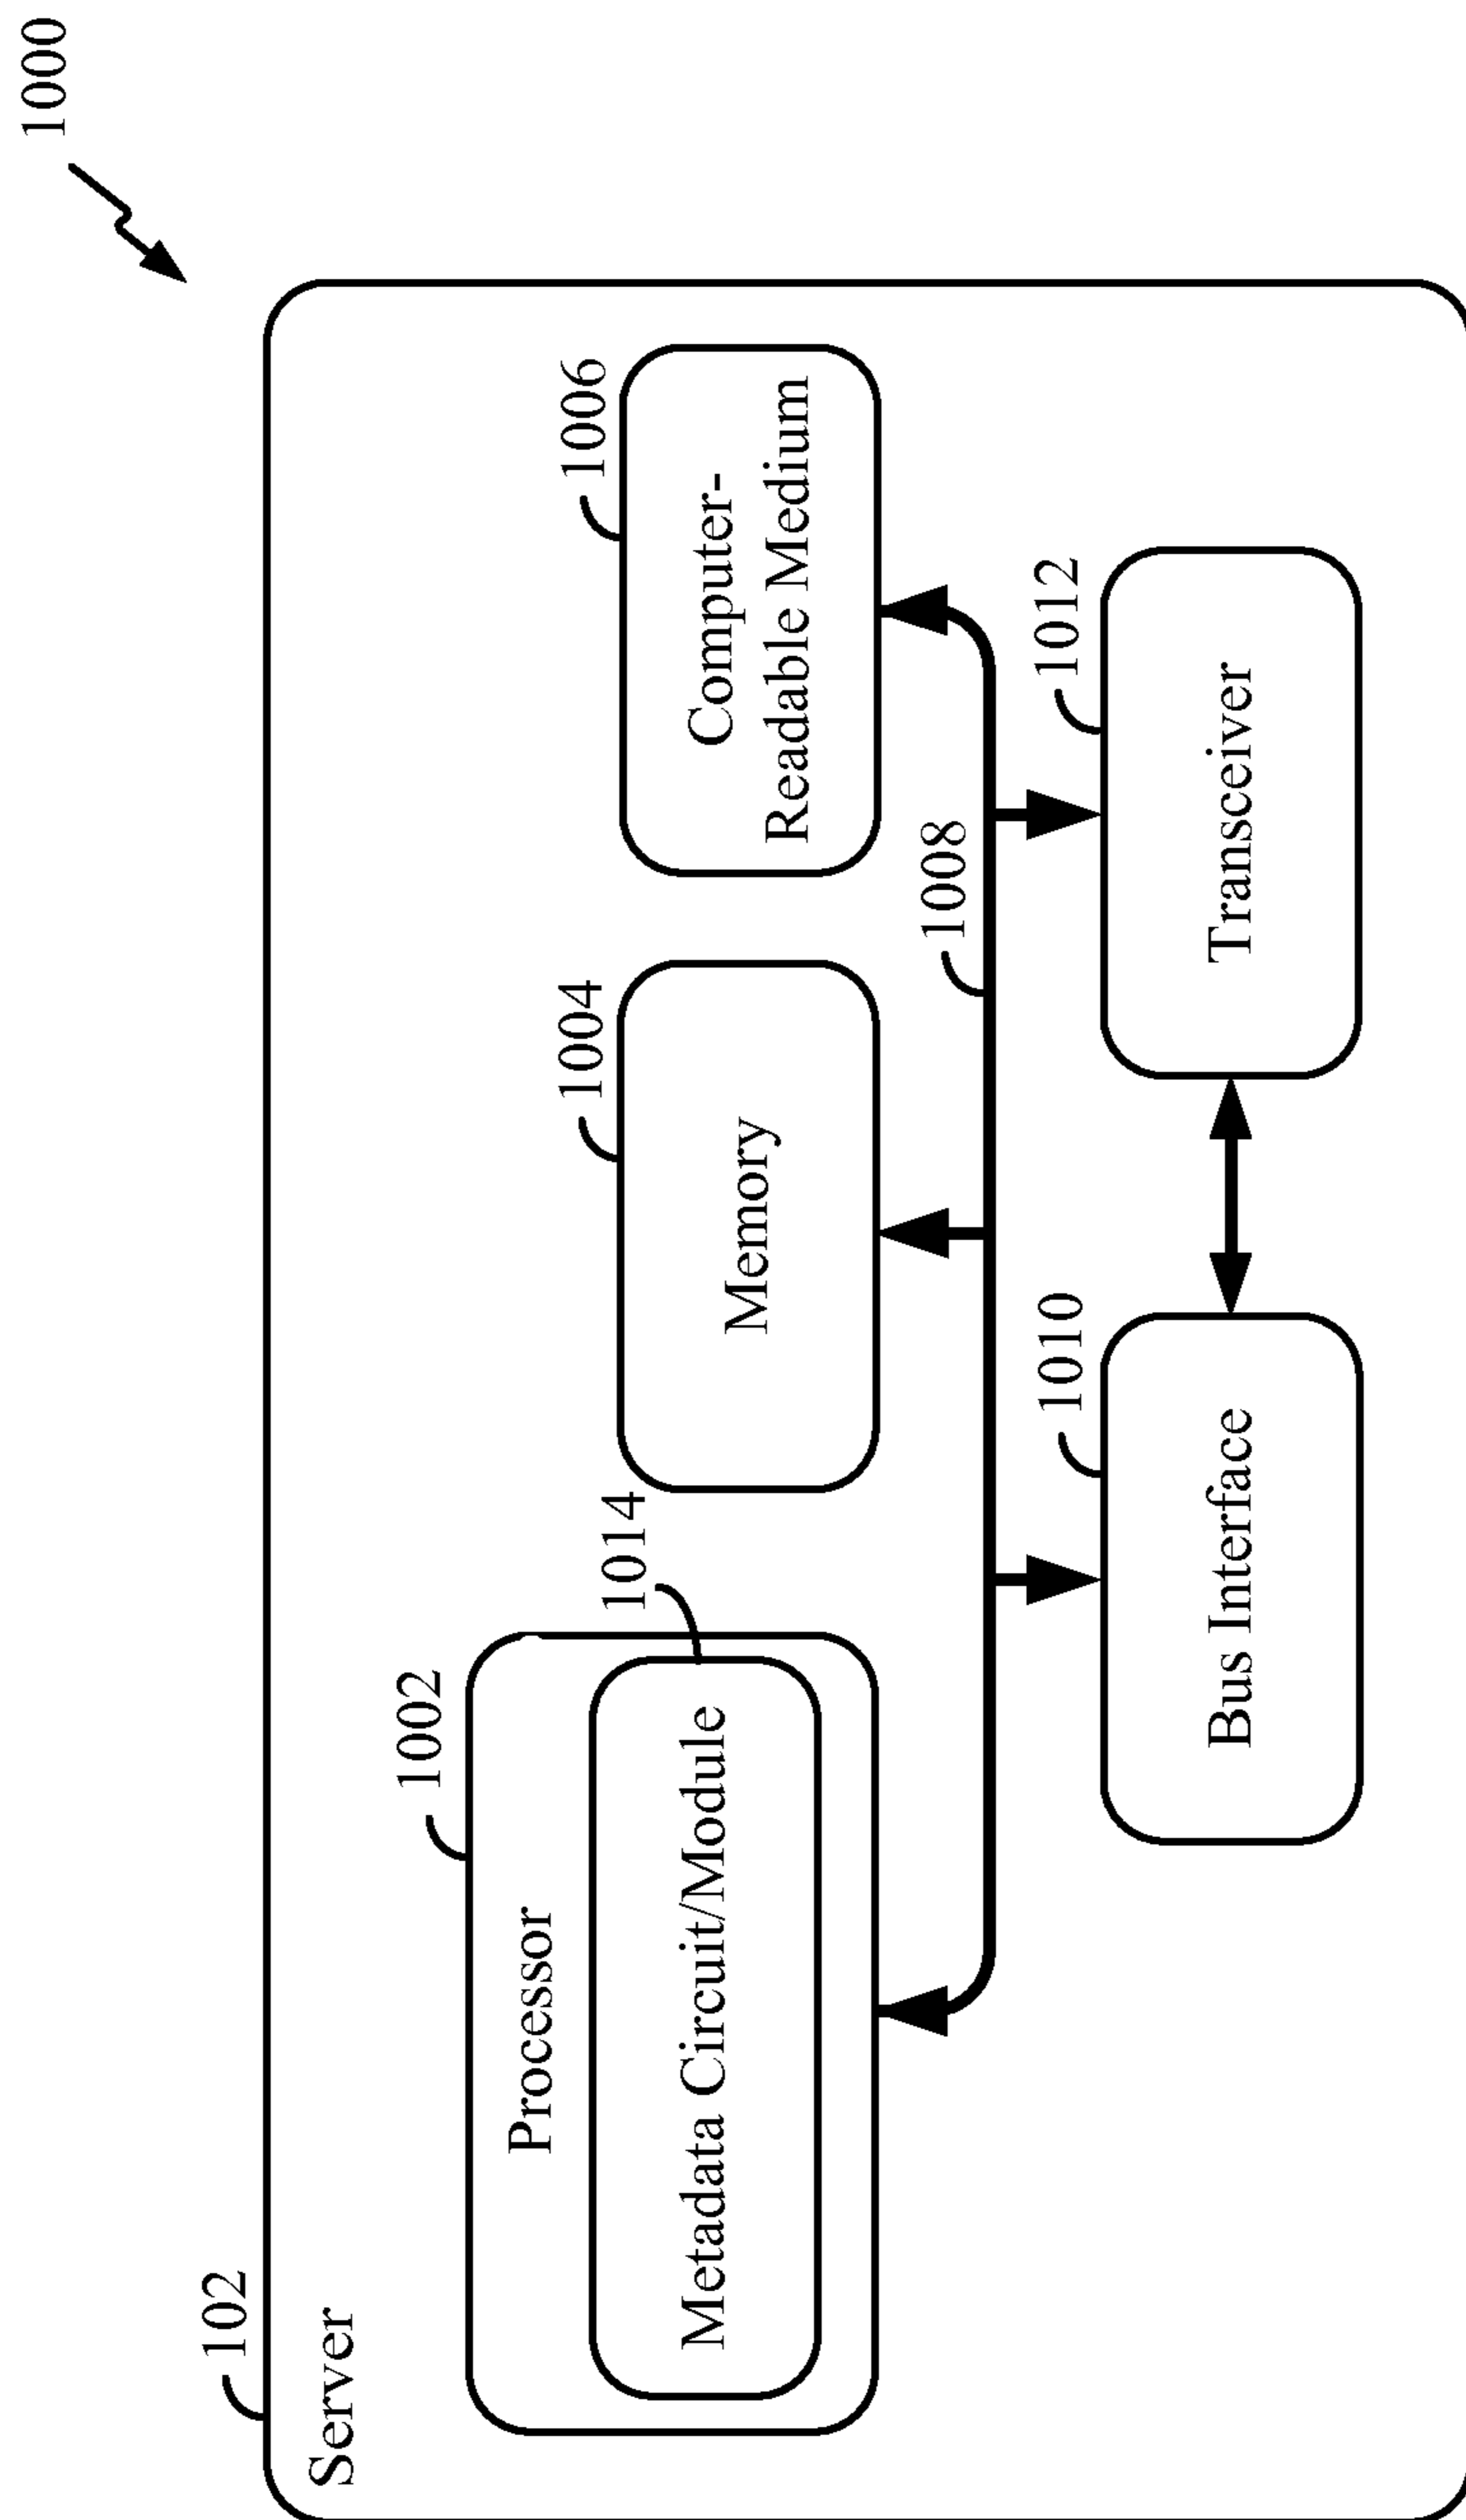 1000
102
Server
1002
Processor
1014
Metadata Circuit/Module
1004
Memory
1006
Computer-
Readable Medium
1008
1010
Bus Interface
1012
Transceiver